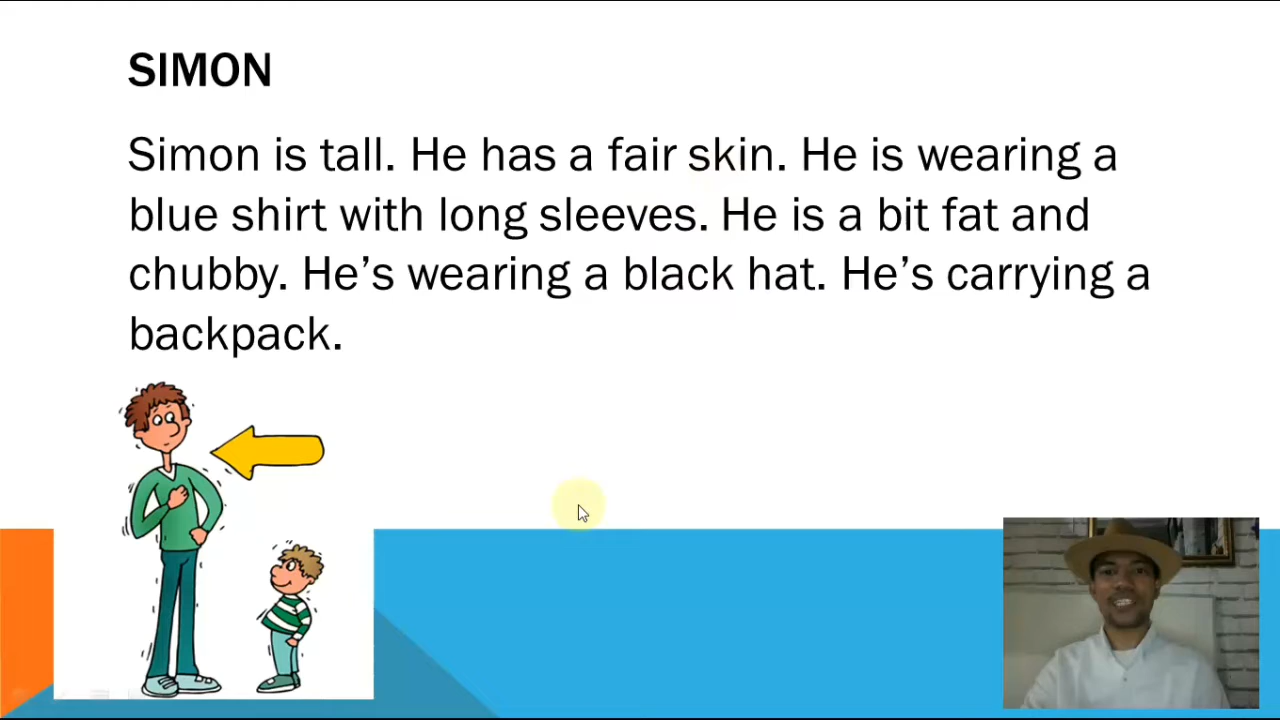 SIMON
Simon is tall. He has a fair skin. He is wearing a
blue shirt with long sleeves. He is a bit fat and
chubby. He’s wearing a black hat. He’s carrying a
backpack.